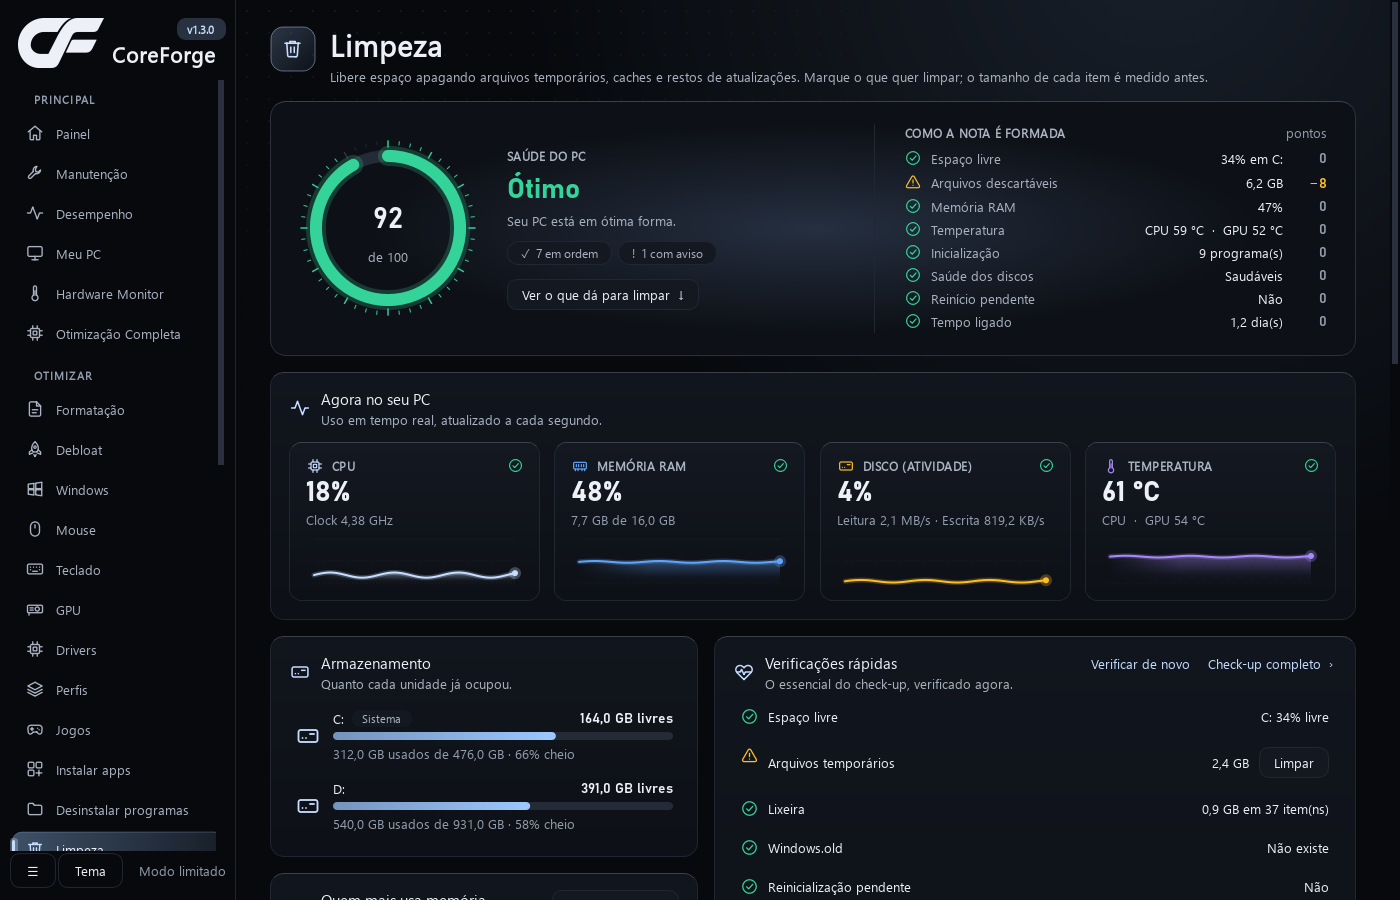 v1.3.0
CoreForge
PRINCIPAL
Painel
Manutenção
Desempenho
Meu PC
Hardware Monitor
Otimização Completa
OTIMIZAR
Formatação
Debloat
Windows
Mouse
Teclado
GPU
Drivers
Perfis
Jogos
Instalar apps
Desinstalar programas
Limpeza
Tema
Modo limitado
Limpeza
Libere espaço apagando arquivos temporários, caches e restos de atualizações. Marque o que quer limpar; o tamanho de cada item é medido antes.
92
de 100
SAÚDE DO PC
Ótimo
Seu PC está em ótima forma.
✓ 7 em ordem
! 1 com aviso
Ver o que dá para limpar ↓
COMO A NOTA É FORMADA pontos
Espaço livre 34% em C: 0
Arquivos descartáveis 6,2 GB −8
Memória RAM 47% 0
Temperatura CPU 59 °C · GPU 52 °C 0
Inicialização 9 programa(s) 0
Saúde dos discos Saudáveis 0
Reinício pendente Não 0
Tempo ligado 1,2 dia(s) 0
Agora no seu PC
Uso em tempo real, atualizado a cada segundo.
CPU
18%
Clock 4,38 GHz
MEMÓRIA RAM
48%
7,7 GB de 16,0 GB
DISCO (ATIVIDADE)
4%
Leitura 2,1 MB/s · Escrita 819,2 KB/s
TEMPERATURA
61 °C
CPU · GPU 54 °C
Armazenamento
Quanto cada unidade já ocupou.
C: Sistema 164,0 GB livres
312,0 GB usados de 476,0 GB · 66% cheio
D: 391,0 GB livres
540,0 GB usados de 931,0 GB · 58% cheio
Quem mais usa memória
Verificações rápidas
O essencial do check-up, verificado agora.
Verificar de novo
Check-up completo ›
Espaço livre C: 34% livre
Arquivos temporários 2,4 GB Limpar
Lixeira 0,9 GB em 37 item(ns)
Windows.old Não existe
Reinicialização pendente Não